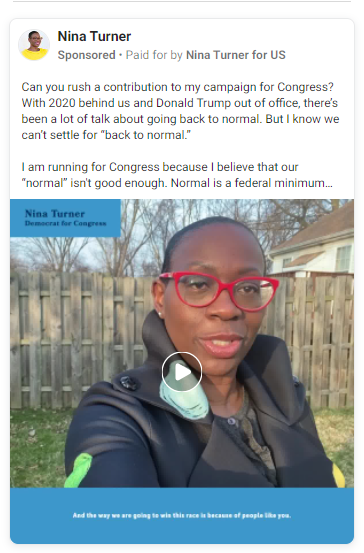 Nina Turner
Sponsored • Paid for by Nina Turner for US
Can you rush a contribution to my campaign for Congress?
With 2020 behind us and Donald Trump out of office, there's
been a lot of talk about going back to normal. But I know we
can't settle for “back to normal.”
I am running for Congress because I believe that our
“normal” isn't good enough. Normal is a federal minimum...
Nina Turner
Democrat for Congress
And the way we are going to win this race is because of people like you.